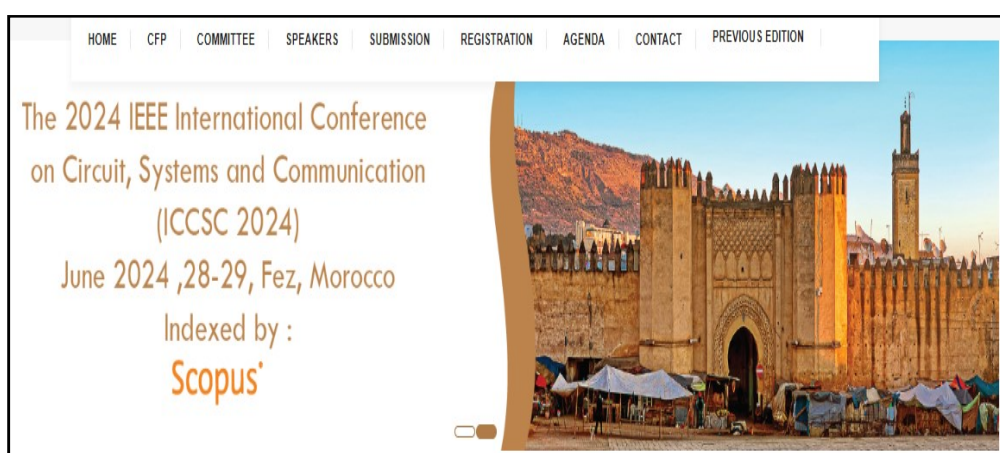 HOME CFP COMMITTEE SPEAKERS SUBMISSION REGISTRATION AGENDA CONTACT PREVIOUS EDITION
The 2024 IEEE International Conference
on Circuit, Systems and Communication
(ICCSC 2024)
June 2024 ,28-29, Fez, Morocco
Indexed by :
Scopus